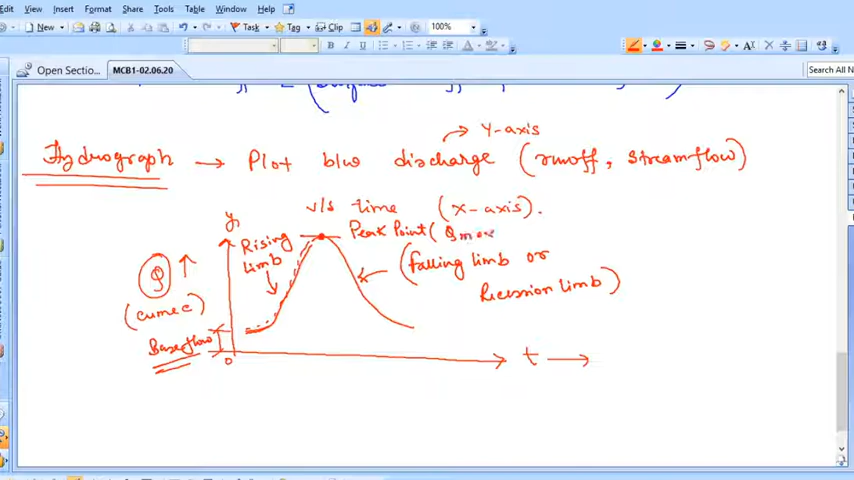 Edit View Insert Format Share Tools Table Window Help
Task Tag Clip 100%
Open Sectio... MCB1-02.06.20 Search All N
Y-axis
Hydrograph → Plot b/w discharge (runoff, streamflow)
v/s time (x-axis).
y
Peak Point ( Qmax
Rising
limb
(falling limb or
Recession limb)
Q
(cumec)
Baseflow
0
t →